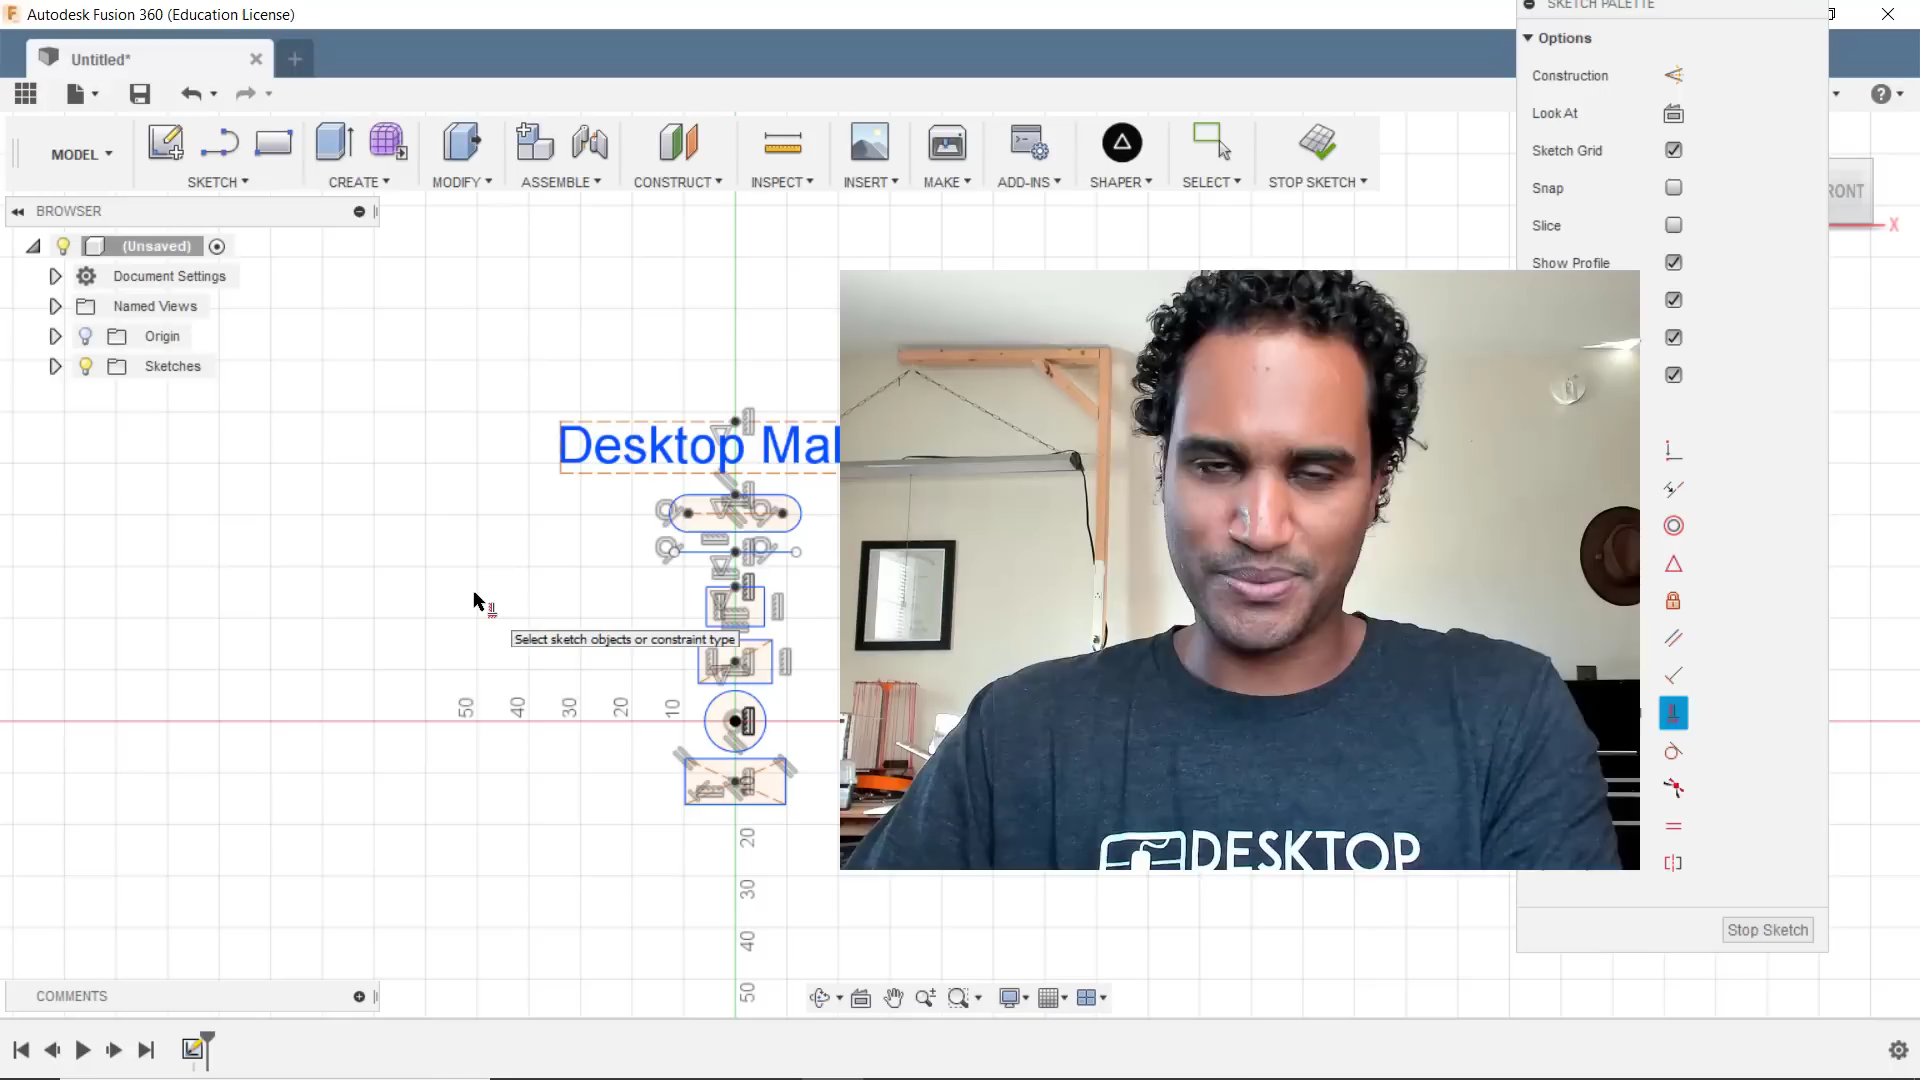 Autodesk Fusion 360 (Education License)
SKETCH PALETTE
Untitled*
Options
Construction
Look At
Sketch Grid
Snap
Slice
Show Profile
MODEL
SKETCH
CREATE
MODIFY
ASSEMBLE
CONSTRUCT
INSPECT
INSERT
MAKE
ADD-INS
SHAPER
SELECT
STOP SKETCH
RONT
X
BROWSER
(Unsaved)
Document Settings
Named Views
Origin
Sketches
Desktop Mal
Select sketch objects or constraint type
50 40 30 20 10
20
30
40
50
DESKTOP
Stop Sketch
COMMENTS